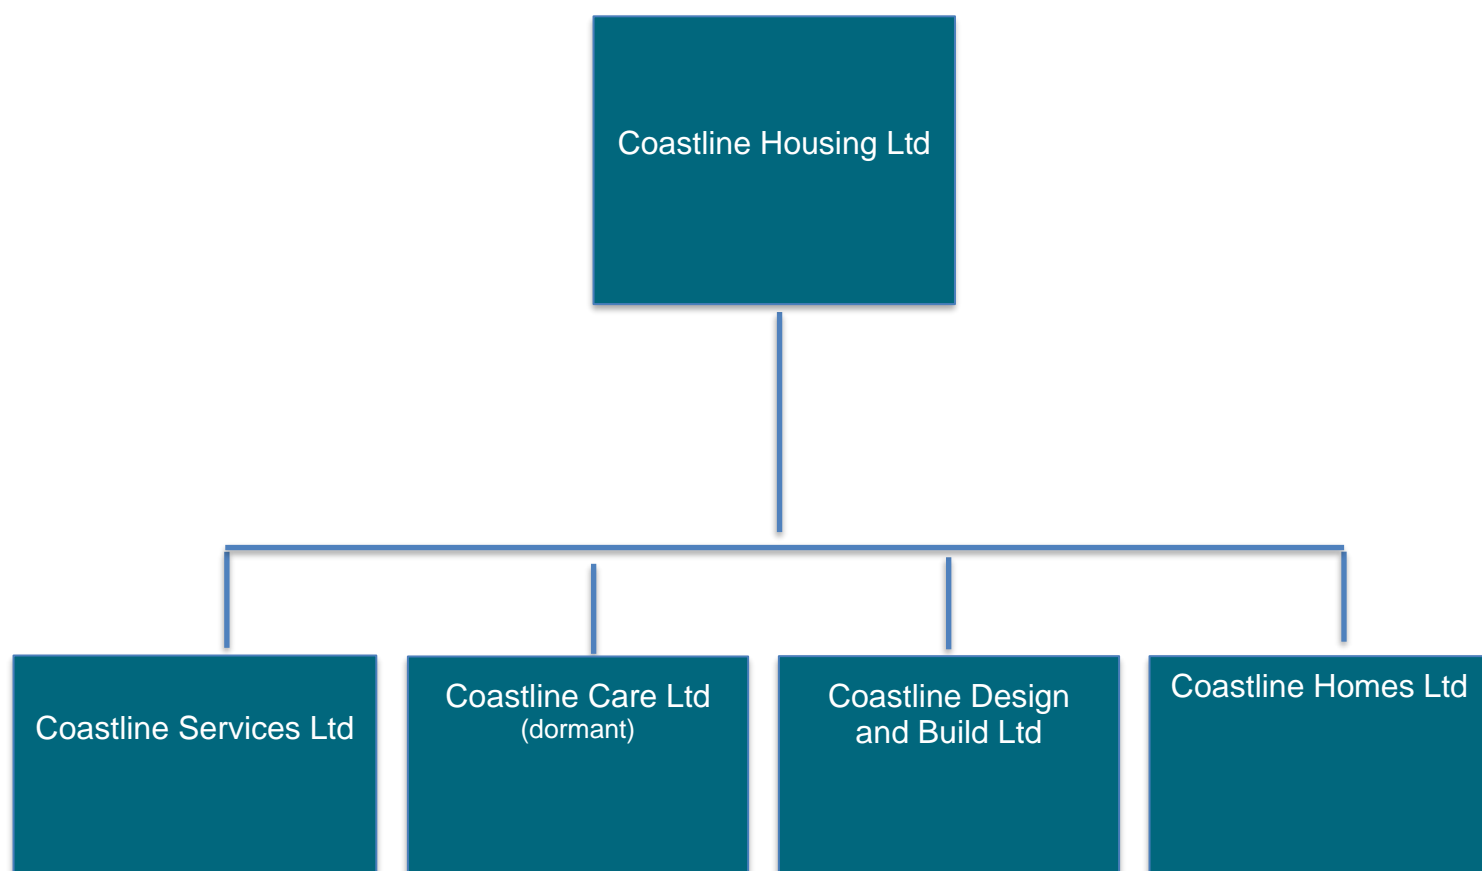 Coastline Housing Ltd
Coastline Services Ltd
Coastline Care Ltd
(dormant)
Coastline Design
and Build Ltd
Coastline Homes Ltd